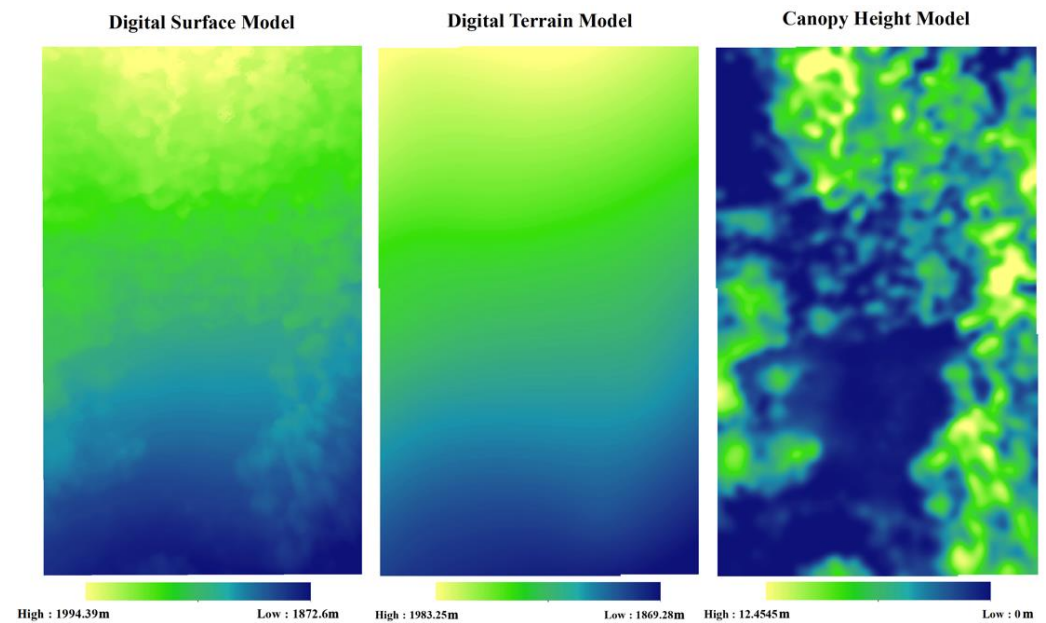 Digital Surface Model
Digital Terrain Model
Canopy Height Model
High : 1994.39m
Low : 1872.6m
High : 1983.25m
Low : 1869.28m
High : 12.4545m
Low : 0 m